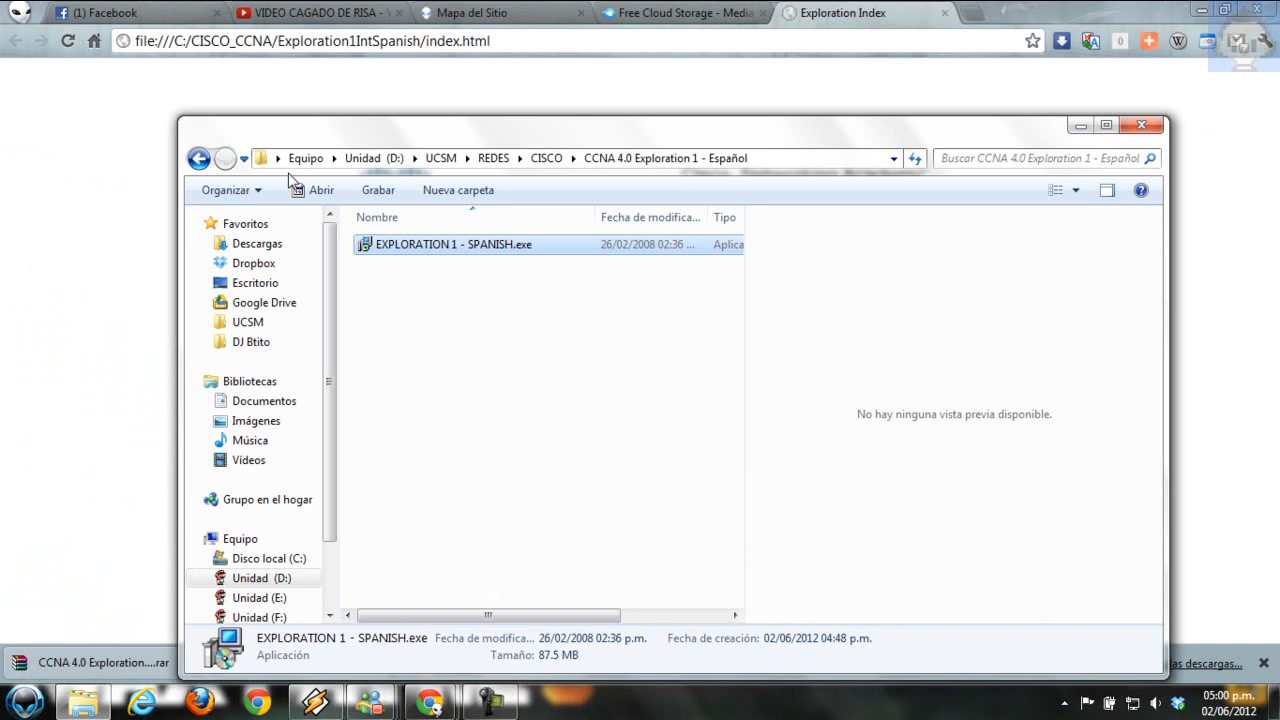 (1) Facebook
VIDEO CAGADO DE RISA -
Mapa del Sitio
Free Cloud Storage - Media
Exploration Index
file:///C:/CISCO_CCNA/Exploration1IntSpanish/index.html
Equipo
Unidad (D:)
UCSM
REDES
CISCO
CCNA 4.0 Exploration 1 - Español
Buscar CCNA 4.0 Exploration 1 - Español
Organizar
Abrir
Grabar
Nueva carpeta
Nombre
Fecha de modifica...
Tipo
Favoritos
Descargas
Dropbox
Escritorio
Google Drive
UCSM
DJ Btito
Bibliotecas
Documentos
Imágenes
Música
Vídeos
Grupo en el hogar
Equipo
Disco local (C:)
Unidad (D:)
Unidad (E:)
Unidad (F:)
EXPLORATION 1 - SPANISH.exe
26/02/2008 02:36 ...
Aplica
No hay ninguna vista previa disponible.
EXPLORATION 1 - SPANISH.exe
Fecha de modifica... 26/02/2008 02:36 p.m.
Fecha de creación: 02/06/2012 04:48 p.m.
Aplicación
Tamaño: 87.5 MB
CCNA 4.0 Exploration....rar
las descargas...
05:00 p.m.
02/06/2012